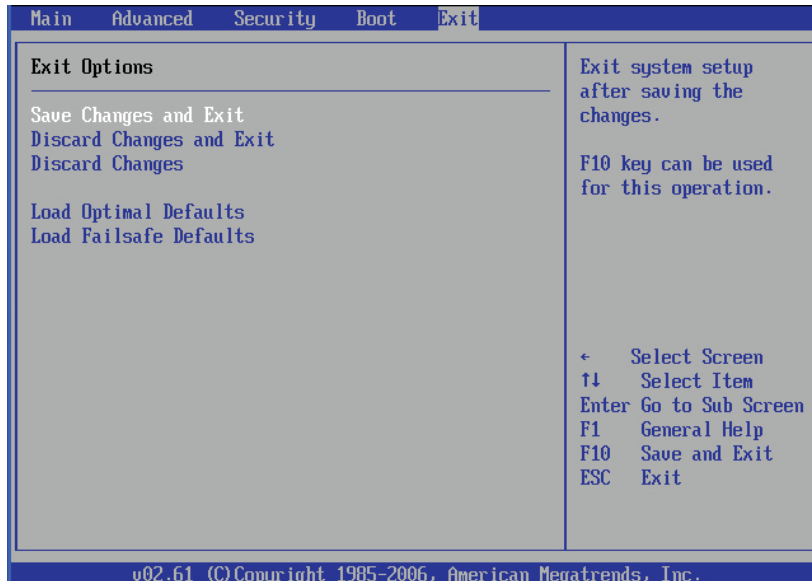 Main Advanced Security Boot Exit
Exit Options
Save Changes and Exit
Discard Changes and Exit
Discard Changes
Load Optimal Defaults
Load Failsafe Defaults
Exit system setup
after saving the
changes.
F10 key can be used
for this operation.
← Select Screen
↑↓ Select Item
Enter Go to Sub Screen
F1 General Help
F10 Save and Exit
ESC Exit
v02.61 (C)Copyright 1985-2006, American Megatrends, Inc.